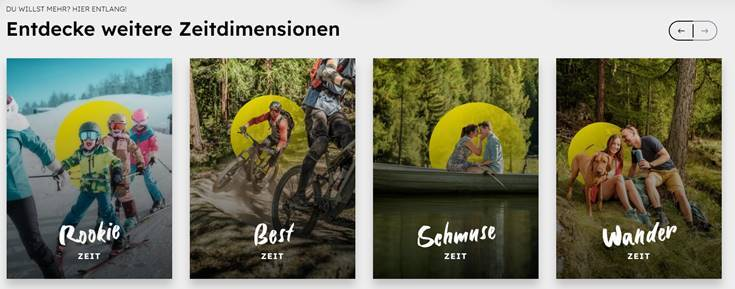 DU WILLST MEHR? HIER ENTLANG!
Entdecke weitere Zeitdimensionen
Rookie
ZEIT
Best
ZEIT
Schmuse
ZEIT
Wander
ZEIT